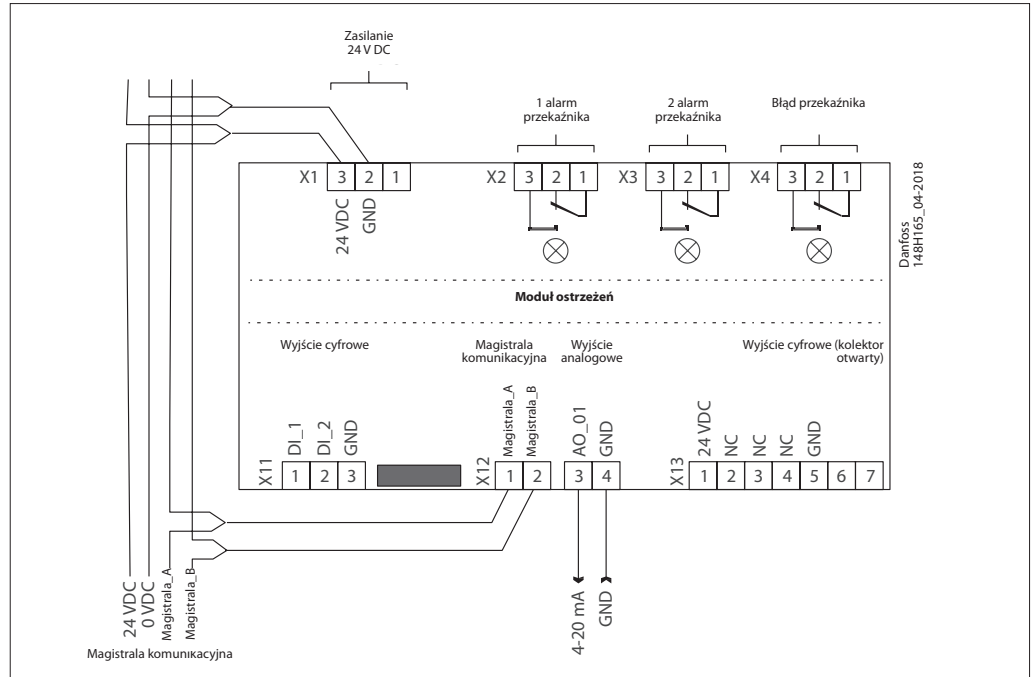 Zasilanie
24 V DC
1 alarm
przekaźnika
2 alarm
przekaźnika
Błąd przekaźnika
X1 3 2 1
X2 3 2 1
X3 3 2 1
X4 3 2 1
24 VDC
GND
Danfoss
148H165_04-2018
Moduł ostrzeżeń
Wyjście cyfrowe
Magistrala
komunikacyjna
Wyjście
analogowe
Wyjście cyfrowe (kolektor
otwarty)
DI_1
DI_2
GND
Magistrala_A
Magistrala_B
AO_01
GND
24 VDC
NC
NC
NC
GND
X11 1 2 3
X12 1 2
3 4
X13 1 2 3 4 5 6 7
24 VDC
0 VDC
Magistrala_A
Magistrala_B
4-20 mA
GND
Magistrala komunikacyjna